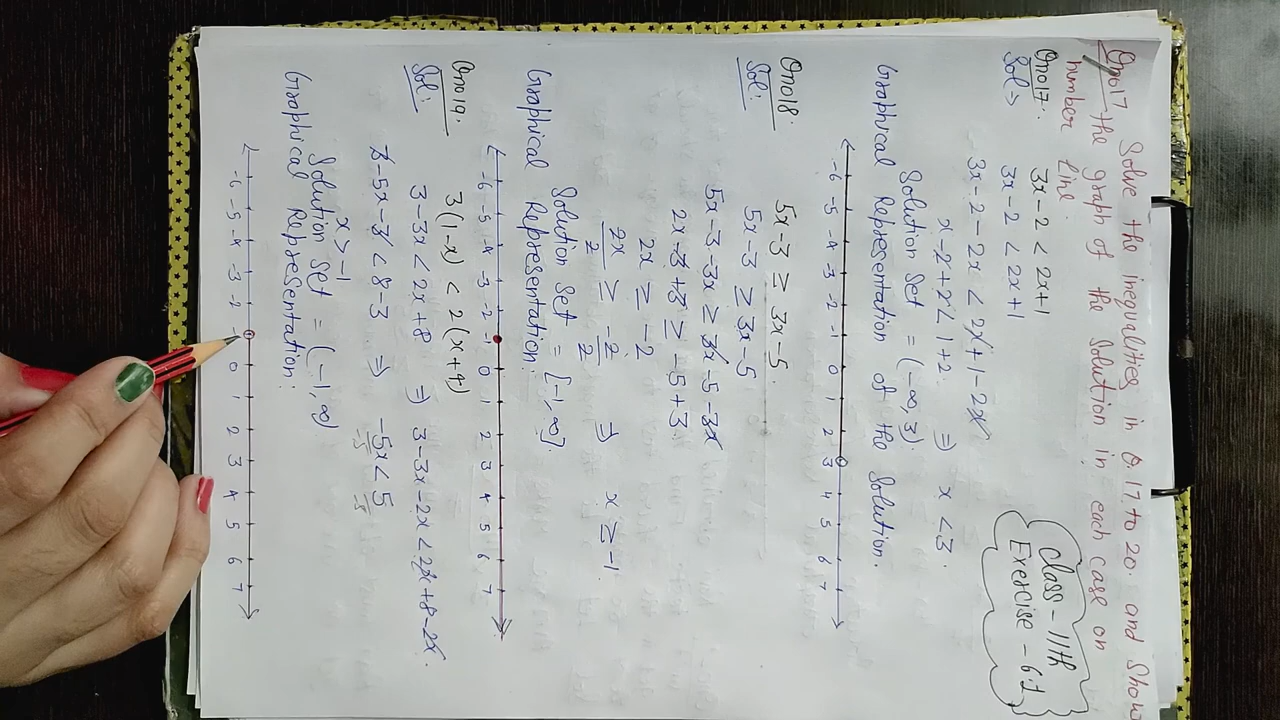 Qno17 Solve the inequalities in Q.17 to 20. and Show
the graph of the Solution in each case on
number line.
Class - 11th
Exercise - 6.1
Qno17:. 3x-2 < 2x+1
Sol => 3x-2 < 2x+1
3x-2-2x < 2x+1-2x
x-2+2 < 1+2. => x < 3.
Solution Set = (-∞, 3)
Graphical Representation of the Solution.
-6 -5 -4 -3 -2 -1 0 1 2 3 4 5 6 7
Qno18: 5x-3 ≥ 3x-5.
Sol: 5x-3 ≥ 3x-5
5x-3-3x ≥ 3x-5-3x
2x-3+3 ≥ -5+3.
2x ≥ -2
2x/2 ≥ -2/2 => x ≥ -1.
Solution Set = [-1, ∞).
Graphical Representation:
-6 -5 -4 -3 -2 -1 0 1 2 3 4 5 6 7
Qno19: 3(1-x) < 2(x+4)
Sol: 3-3x < 2x+8 => 3-3x-2x < 2x+8-2x.
3-5x-3 < 8-3 => -5x/-5 < 5/-5
x > -1
Solution Set = (-1, ∞)
Graphical Representation:
-6 -5 -4 -3 -2 -1 0 1 2 3 4 5 6 7